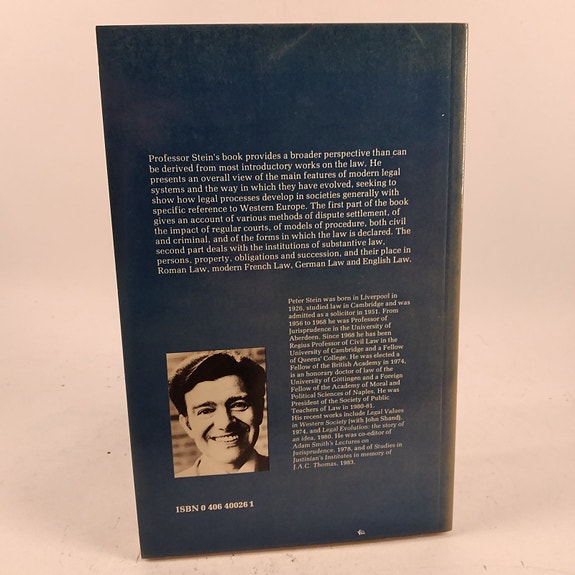 Professor Stein's book provides a broader perspective than can
be derived from most introductory works on the law. He
presents an overall view of the main features of modern legal
systems and the way in which they have evolved, seeking to
show how legal processes develop in societies generally with
specific reference to Western Europe. The first part of the book
gives an account of various methods of dispute settlement, of
the impact of regular courts, of models of procedure, both civil
and criminal, and of the forms in which the law is declared. The
second part deals with the institutions of substantive law,
persons, property, obligations and succession, and their place in
Roman Law, modern French Law, German Law and English Law.
Peter Stein was born in Liverpool in
1926, studied law in Cambridge and was
admitted as a solicitor in 1951. From
1956 to 1968 he was Professor of
Jurisprudence in the University of
Aberdeen. Since 1968 he has been
Regius Professor of Civil Law in the
University of Cambridge and a Fellow
of Queens' College. He was elected a
Fellow of the British Academy in 1974,
is an honorary doctor of law of the
University of Göttingen and a Foreign
Fellow of the Academy of Moral and
Political Sciences of Naples. He was
President of the Society of Public
Teachers of Law in 1980-81.
His recent works include Legal Values
in Western Society (with John Shand),
1974, and Legal Evolution: the story of
an idea, 1980. He was co-editor of
Adam Smith's Lectures on
Jurisprudence, 1978, and of Studies in
Justinian's Institutes in memory of
J.A.C. Thomas, 1983.
ISBN 0 406 40026 1